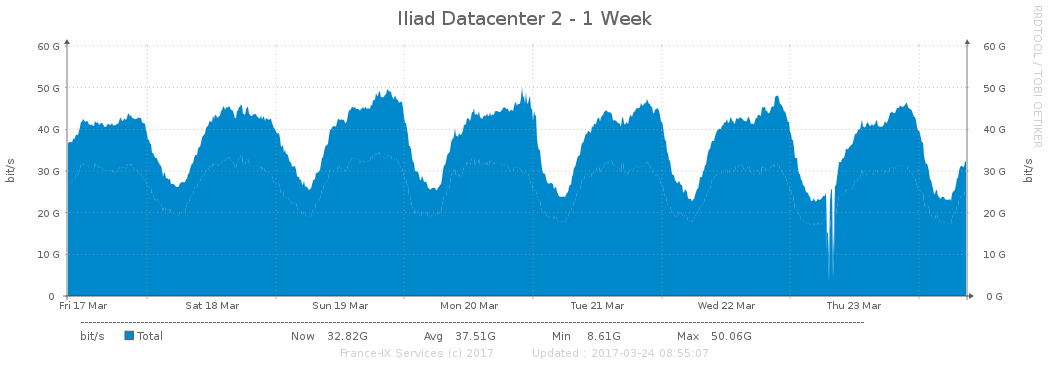 Iliad Datacenter 2 - 1 Week
RRDTOOL / TOBI OETIKER
60 G 60 G
50 G 50 G
40 G 40 G
30 G 30 G
20 G 20 G
10 G 10 G
0 0 G
bit/s bit/s
Fri 17 Mar Sat 18 Mar Sun 19 Mar Mon 20 Mar Tue 21 Mar Wed 22 Mar Thu 23 Mar
bit/s Total Now 32.82G Avg 37.51G Min 8.61G Max 50.06G
France-IX Services (c) 2017 Updated : 2017-03-24 08:55:07